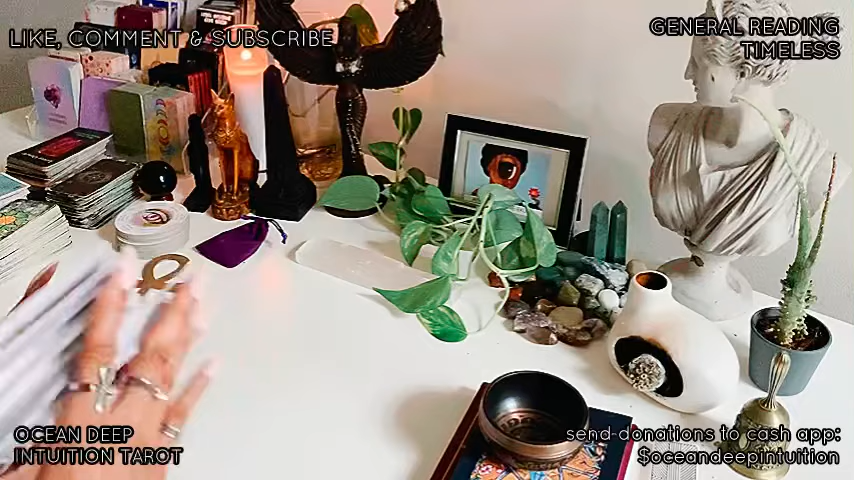 LIKE, COMMENT & SUBSCRIBE
GENERAL READING
TIMELESS
OCEAN DEEP
INTUITION TAROT
send donations to cash app:
$oceandeepintuition